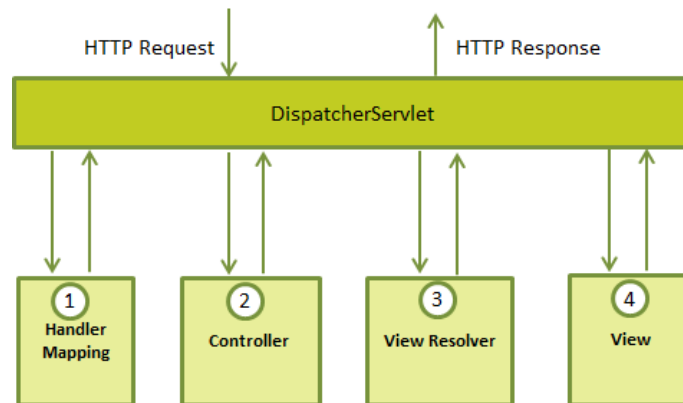 HTTP Request
HTTP Response
DispatcherServlet
1
Handler
Mapping
2
Controller
3
View Resolver
4
View